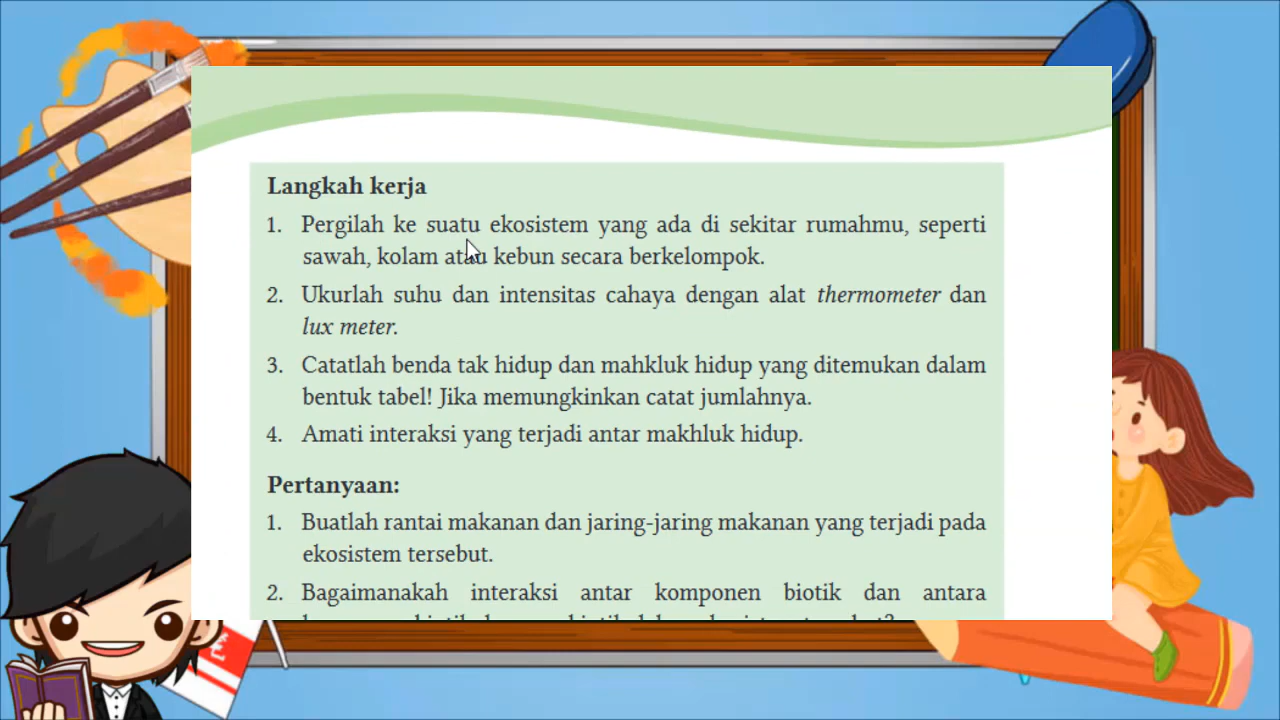 Langkah kerja
1. Pergilah ke suatu ekosistem yang ada di sekitar rumahmu, seperti
sawah, kolam atau kebun secara berkelompok.
2. Ukurlah suhu dan intensitas cahaya dengan alat thermometer dan
lux meter.
3. Catatlah benda tak hidup dan mahkluk hidup yang ditemukan dalam
bentuk tabel! Jika memungkinkan catat jumlahnya.
4. Amati interaksi yang terjadi antar makhluk hidup.
Pertanyaan:
1. Buatlah rantai makanan dan jaring-jaring makanan yang terjadi pada
ekosistem tersebut.
2. Bagaimanakah interaksi antar komponen biotik dan antara